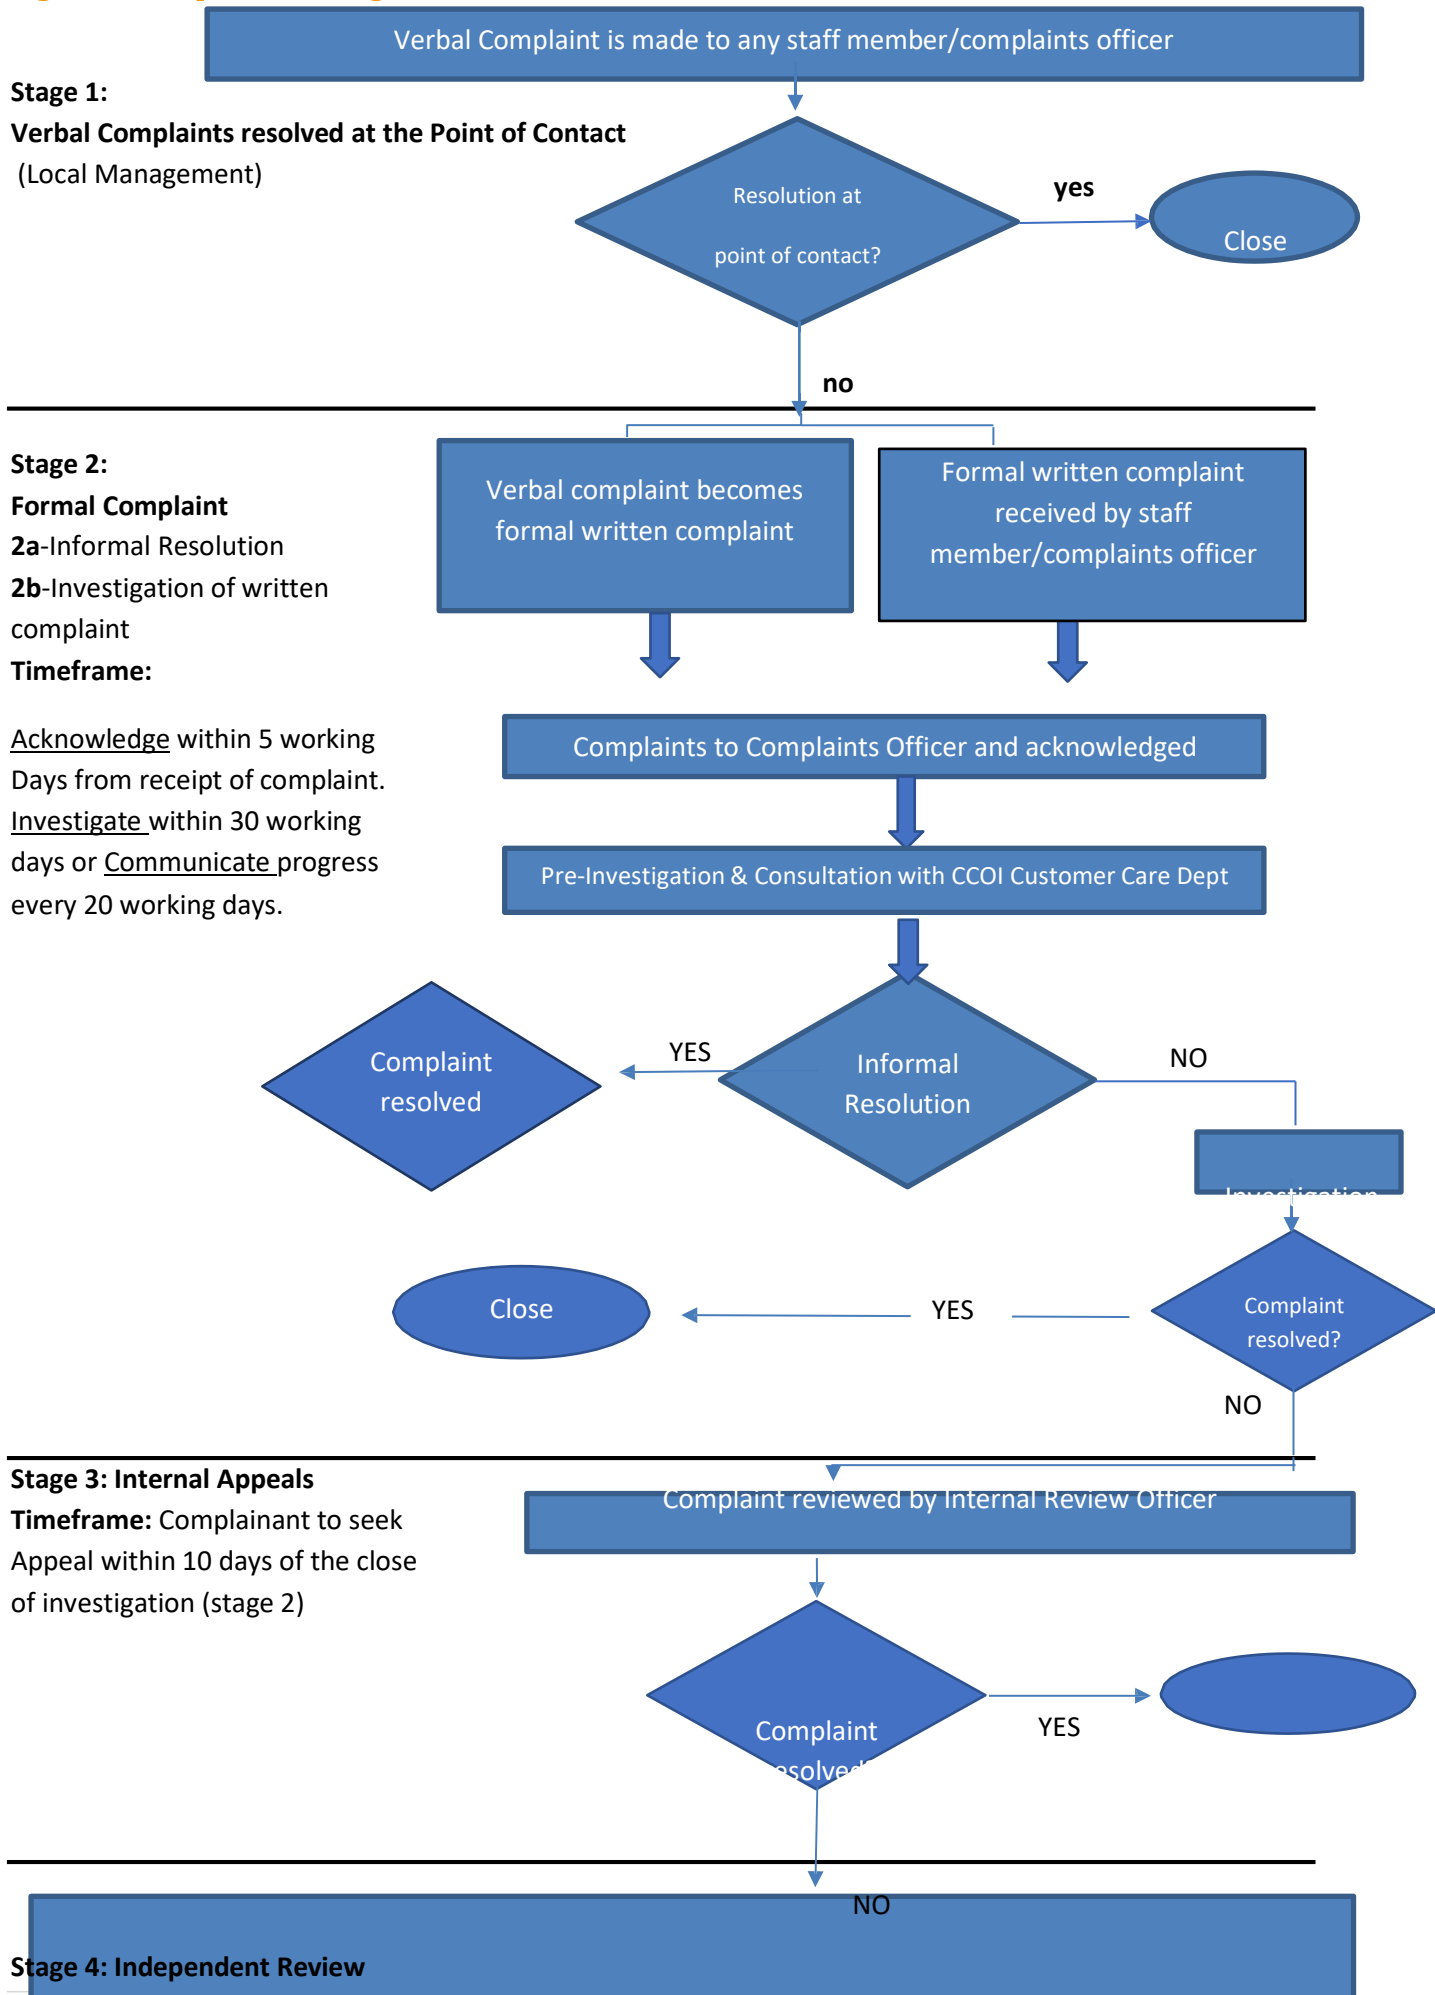 Verbal Complaint is made to any staff member/complaints officer
Stage 1:
Verbal Complaints resolved at the Point of Contact
(Local Management)
Resolution at
point of contact?
yes
Close
no
Stage 2:
Formal Complaint
2a-Informal Resolution
2b-Investigation of written
complaint
Timeframe:
Acknowledge within 5 working
Days from receipt of complaint.
Investigate within 30 working
days or Communicate progress
every 20 working days.
Verbal complaint becomes
formal written complaint
Formal written complaint
received by staff
member/complaints officer
Complaints to Complaints Officer and acknowledged
Pre-Investigation & Consultation with CCOI Customer Care Dept
Complaint
resolved
YES
Informal
Resolution
NO
Investigation
Close
YES
Complaint
resolved?
NO
Stage 3: Internal Appeals
Timeframe: Complainant to seek
Appeal within 10 days of the close
of investigation (stage 2)
Complaint reviewed by Internal Review Officer
Complaint
resolved?
YES
NO
Stage 4: Independent Review